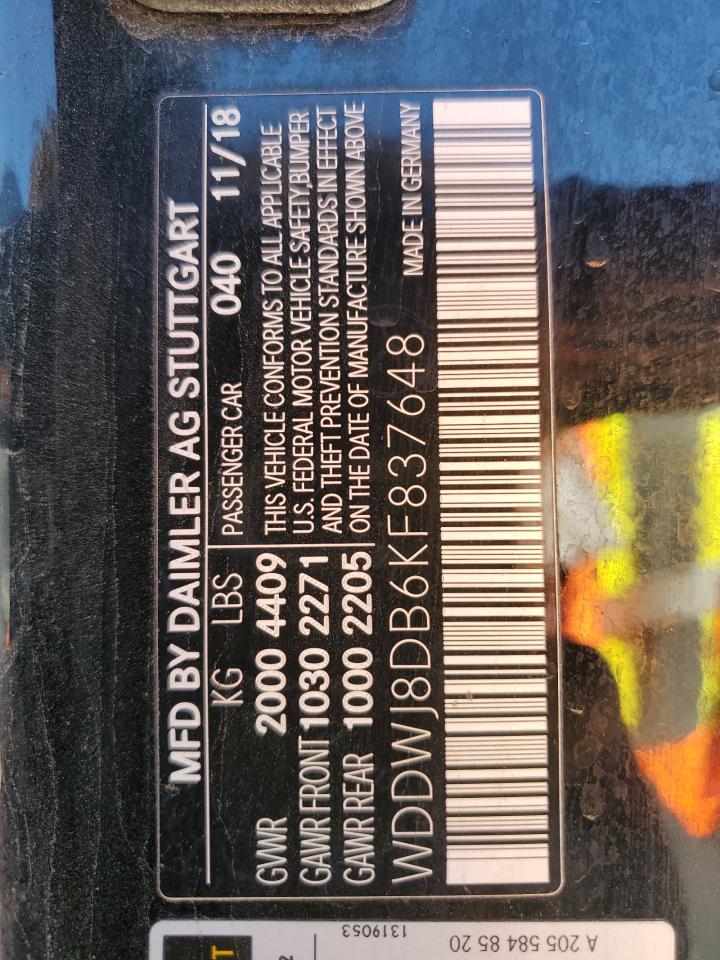 MFD BY DAIMLER AG STUTTGART
KG LBS PASSENGER CAR 040 11/18
GVWR 2000 4409 THIS VEHICLE CONFORMS TO ALL APPLICABLE
GAWR FRONT 1030 2271 U.S. FEDERAL MOTOR VEHICLE SAFETY,BUMPER
AND THEFT PREVENTION STANDARDS IN EFFECT
GAWR REAR 1000 2205 ON THE DATE OF MANUFACTURE SHOWN ABOVE
WDDWJ8DB6KF837648 MADE IN GERMANY
A 205 584 85 20
1319053